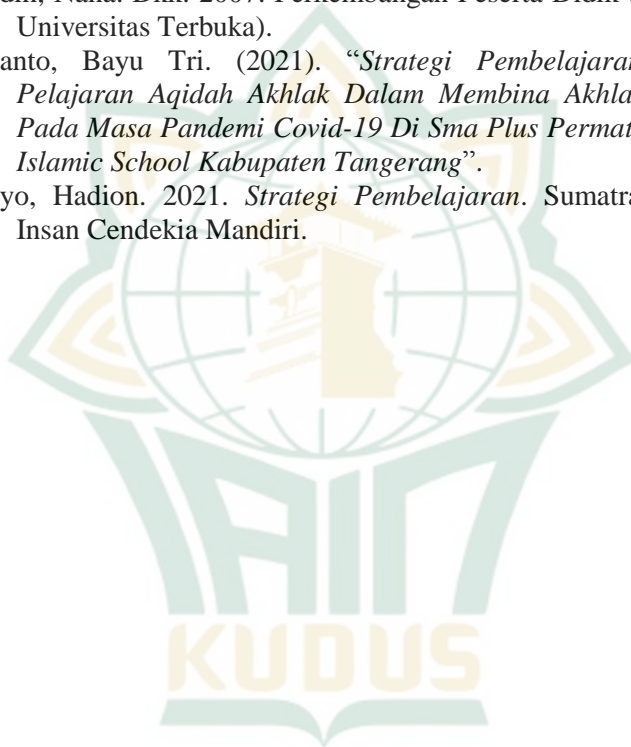 Universitas Terbuka).
anto, Bayu Tri. (2021). “Strategi Pembelajaran
Pelajaran Aqidah Akhlak Dalam Membina Akhla
Pada Masa Pandemi Covid-19 Di Sma Plus Permat
Islamic School Kabupaten Tangerang”.
yo, Hadion. 2021. Strategi Pembelajaran. Sumatra
Insan Cendekia Mandiri.
IAIN
KUDUS